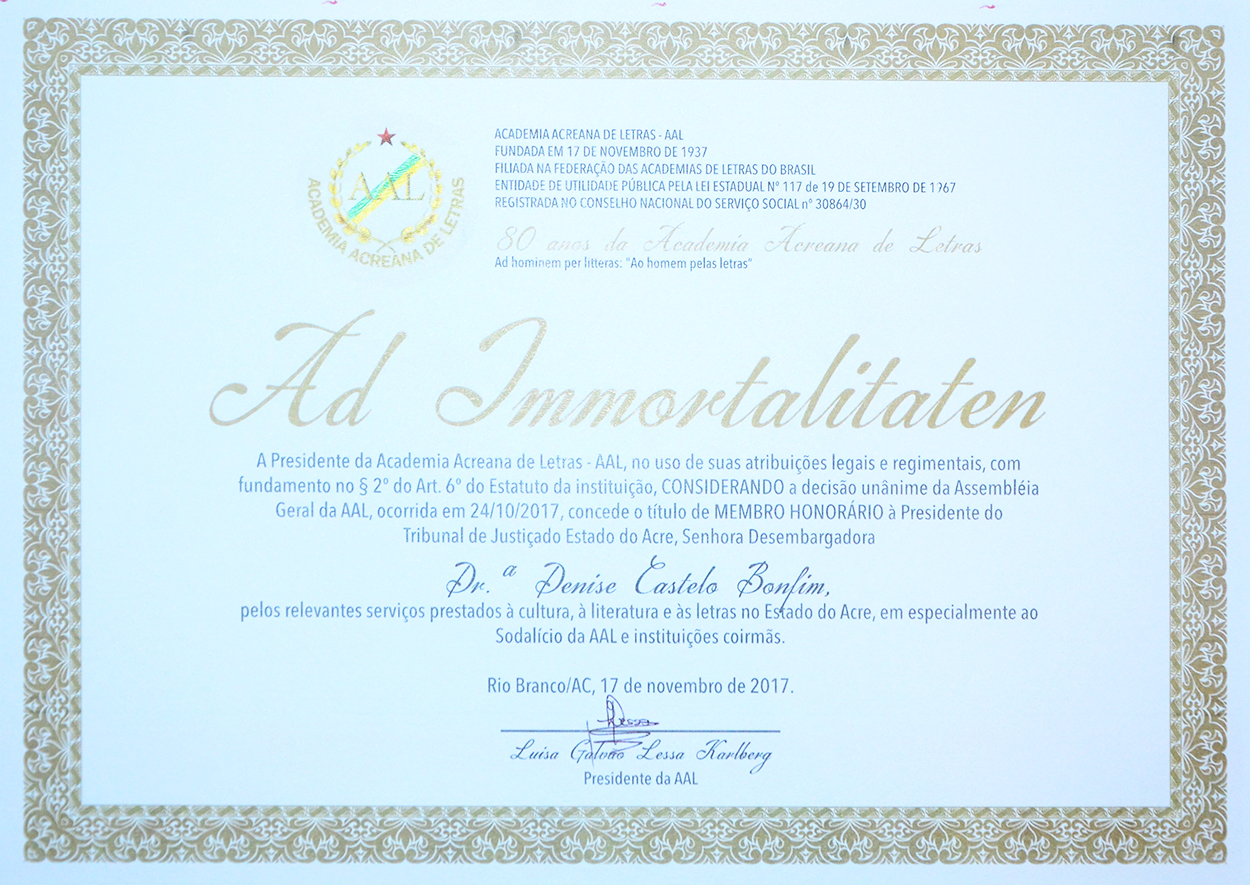 AAL
ACADEMIA ACREANA DE LETRAS
ACADEMIA ACREANA DE LETRAS - AAL
FUNDADA EM 17 DE NOVEMBRO DE 1937
FILIADA NA FEDERAÇÃO DAS ACADEMIAS DE LETRAS DO BRASIL
ENTIDADE DE UTILIDADE PÚBLICA PELA LEI ESTADUAL Nº 117 de 19 DE SETEMBRO DE 1967
REGISTRADA NO CONSELHO NACIONAL DO SERVIÇO SOCIAL nº 30864/30
80 anos da Academia Acreana de Letras
Ad hominem per litteras: "Ao homem pelas letras"
Ad Immortalitaten
A Presidente da Academia Acreana de Letras - AAL, no uso de suas atribuições legais e regimentais, com
fundamento no § 2º do Art. 6º do Estatuto da instituição, CONSIDERANDO a decisão unânime da Assembléia
Geral da AAL, ocorrida em 24/10/2017, concede o título de MEMBRO HONORÁRIO à Presidente do
Tribunal de Justiçado Estado do Acre, Senhora Desembargadora
Dr.ª Denise Castelo Bonfim,
pelos relevantes serviços prestados à cultura, à literatura e às letras no Estado do Acre, em especialmente ao
Sodalício da AAL e instituições coirmãs.
Rio Branco/AC, 17 de novembro de 2017.
Lessa
Luisa Galvão Lessa Karlberg
Presidente da AAL